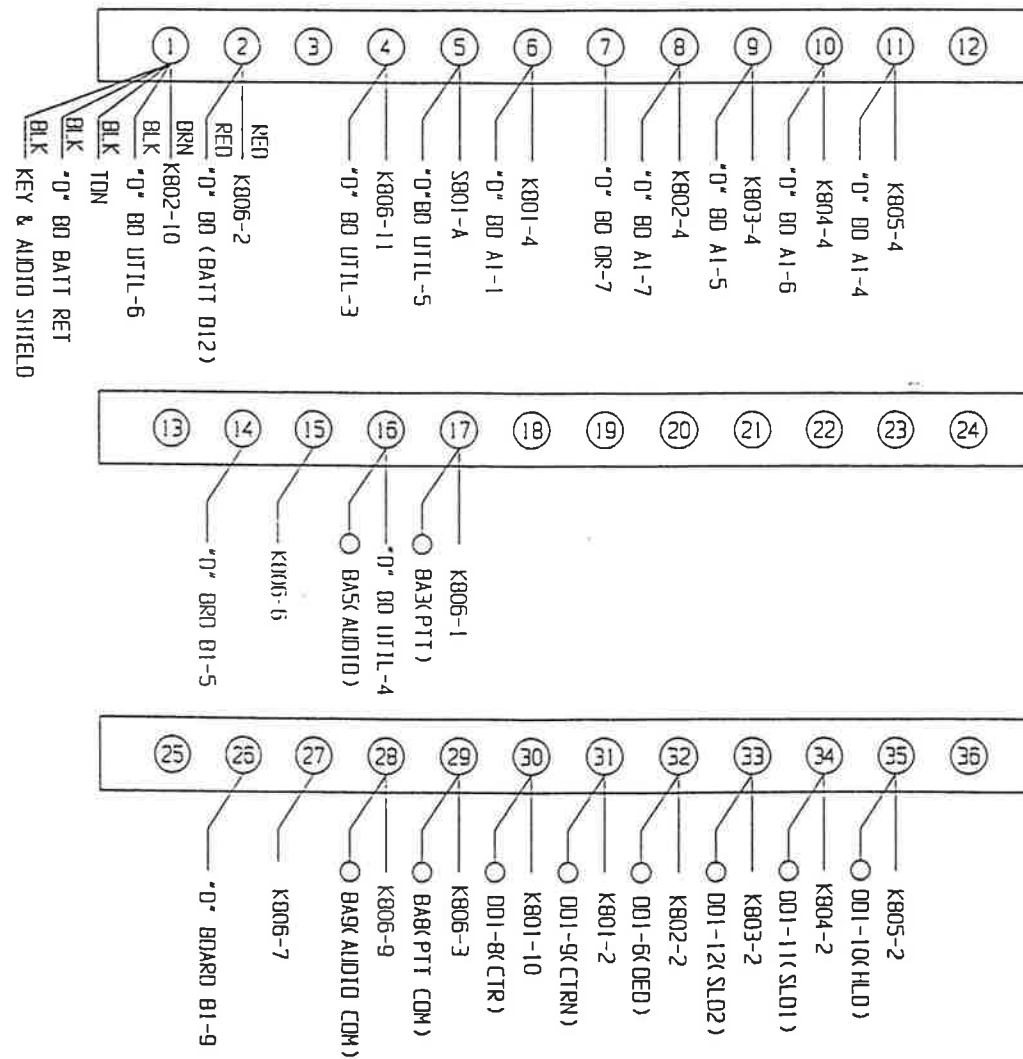 1 2 3 4 5 6 7 8 9 10 11 12
BLK
KEY & AUDIO SHIELD
BLK
"D" BD BATT RET
BLK
TDN
BLK
"D" BD UTIL-6
BRN
K802-10
RED
"D" BD (BATT B12)
RED
K806-2
"D" BD UTIL-3
K806-11
"D"BD UTIL-5
S801-A
"D" BD A1-1
K801-4
"D" BD DR-7
"D" BD A1-7
K802-4
"D" BD A1-5
K803-4
"D" BD A1-6
K804-4
"D" BD A1-4
K805-4
13 14 15 16 17 18 19 20 21 22 23 24
"D" BRD B1-5
K806-6
BA5(AUDIO)
"D" BD UTIL-4
BA3(PTT)
K806-1
25 26 27 28 29 30 31 32 33 34 35 36
"D" BOARD B1-9
K806-7
BA9(AUDIO COM)
K806-9
BA8(PTT COM)
K806-3
DD1-8(CTR)
K801-10
DD1-9(CTRN)
K801-2
DD1-6(DED)
K802-2
DD1-12(SLD2)
K803-2
DD1-11(SLD1)
K804-2
DD1-10(HLD)
K805-2